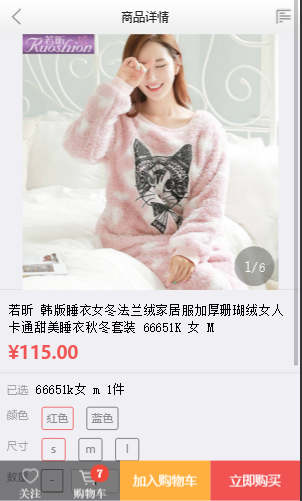 商品详情
若昕
Ruoshion
1/6
若昕 韩版睡衣女冬法兰绒家居服加厚珊瑚绒女人
卡通甜美睡衣秋冬套装 66651K 女 M
¥115.00
已选 66651k女 m 1件
颜色 红色 蓝色
尺寸 s m l
数量 - 1
关注 购物车 7 加入购物车 立即购买